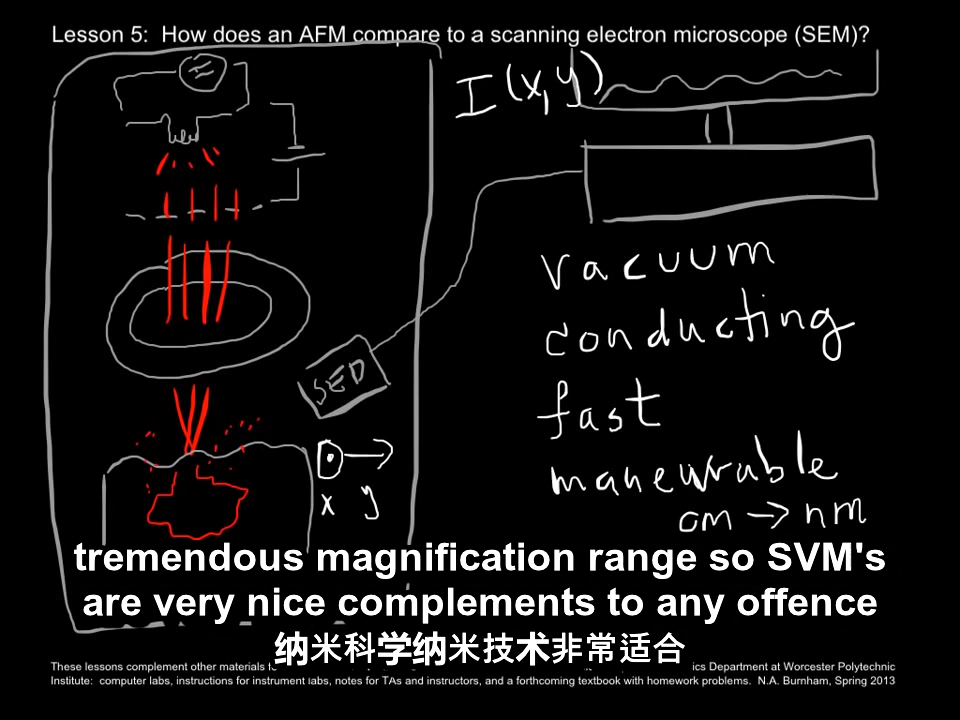 Lesson 5:  How does an AFM compare to a scanning electron microscope (SEM)?
I(x,y)
vacuum
conducting
SED
fast
x y
maneuvrable
cm → nm
tremendous magnification range so SVM's
are very nice complements to any offence
纳米科学纳米技术非常适合
These lessons complement other materials
ics Department at Worcester Polytechnic
Institute:  computer labs, instructions for instrument labs, notes for TAs and instructors, and a forthcoming textbook with homework problems.  N.A. Burnham, Spring 2013